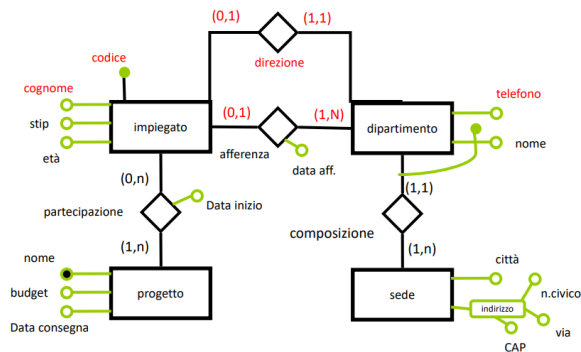 (0,1)
(1,1)
codice
direzione
cognome
telefono
(0,1)
(1,N)
stip
impiegato
dipartimento
età
afferenza
nome
data aff.
(0,n)
(1,1)
Data inizio
partecipazione
composizione
(1,n)
(1,n)
nome
città
n.civico
budget
progetto
sede
indirizzo
Data consegna
via
CAP